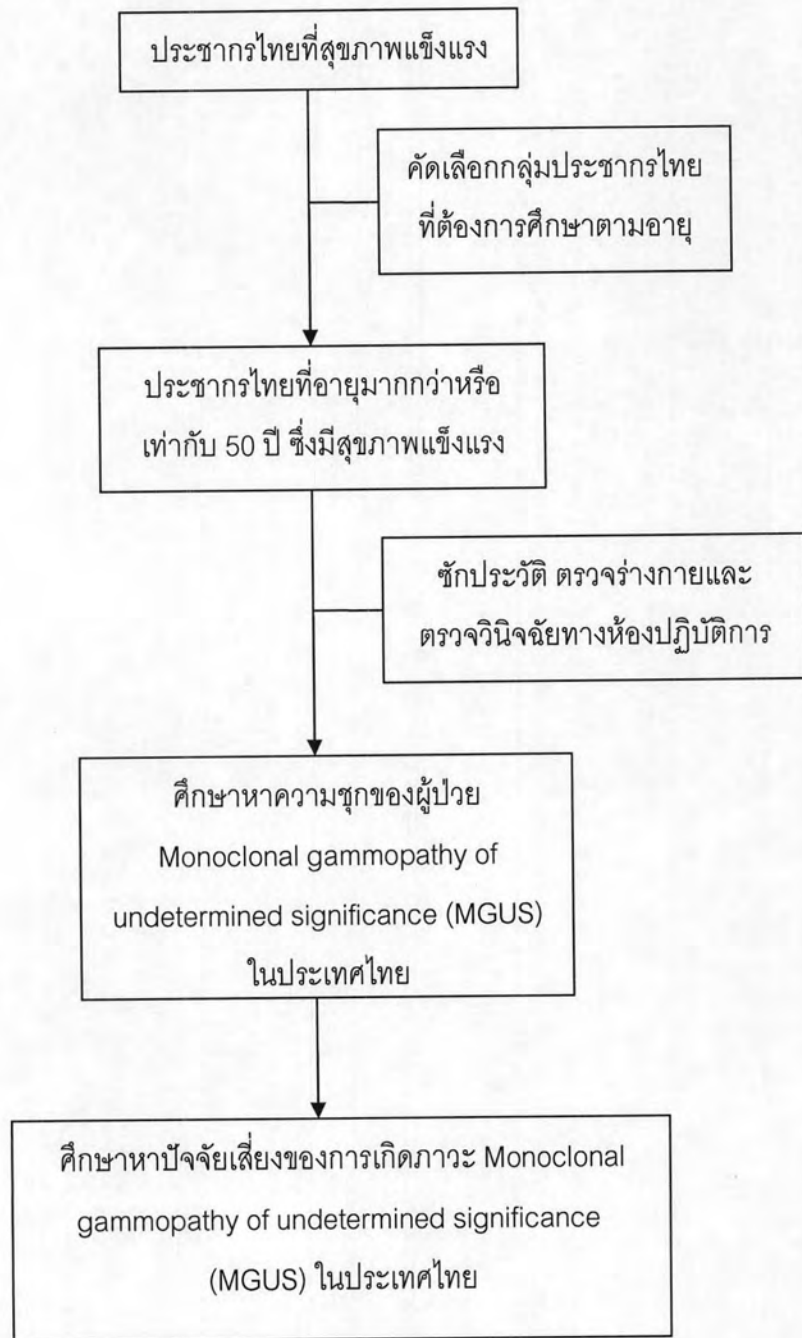 ประชากรไทยที่สุขภาพแข็งแรง
คัดเลือกกลุ่มประชากรไทย
ที่ต้องการศึกษาตามอายุ
ประชากรไทยที่อายุมากกว่าหรือ
เท่ากับ 50 ปี ซึ่งมีสุขภาพแข็งแรง
ซักประวัติ ตรวจร่างกายและ
ตรวจวินิจฉัยทางห้องปฏิบัติการ
ศึกษาหาความชุกของผู้ป่วย
Monoclonal gammopathy of
undetermined significance (MGUS)
ในประเทศไทย
ศึกษาหาปัจจัยเสี่ยงของการเกิดภาวะ Monoclonal
gammopathy of undetermined significance
(MGUS) ในประเทศไทย